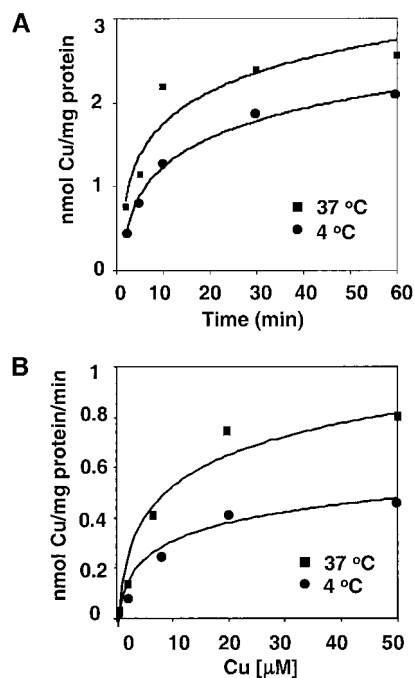 A
nmol Cu/mg protein
3
2
1
0
■ 37 °C
● 4 °C
0 10 20 30 40 50 60
Time (min)
B
nmol Cu/mg protein/min
1
0.8
0.6
0.4
0.2
0
■ 37 °C
● 4 °C
0 10 20 30 40 50
Cu [µM]